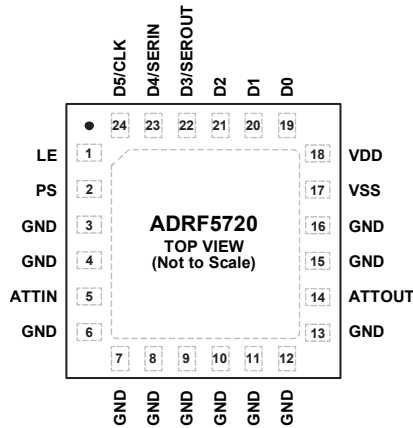 D5/CLK
D4/SERIN
D3/SEROUT
D2
D1
D0
24
23
22
21
20
19
LE 1
18 VDD
PS 2
17 VSS
GND 3
16 GND
GND 4
15 GND
ATTIN 5
14 ATTOUT
GND 6
13 GND
ADRF5720
TOP VIEW
(Not to Scale)
7
8
9
10
11
12
GND
GND
GND
GND
GND
GND